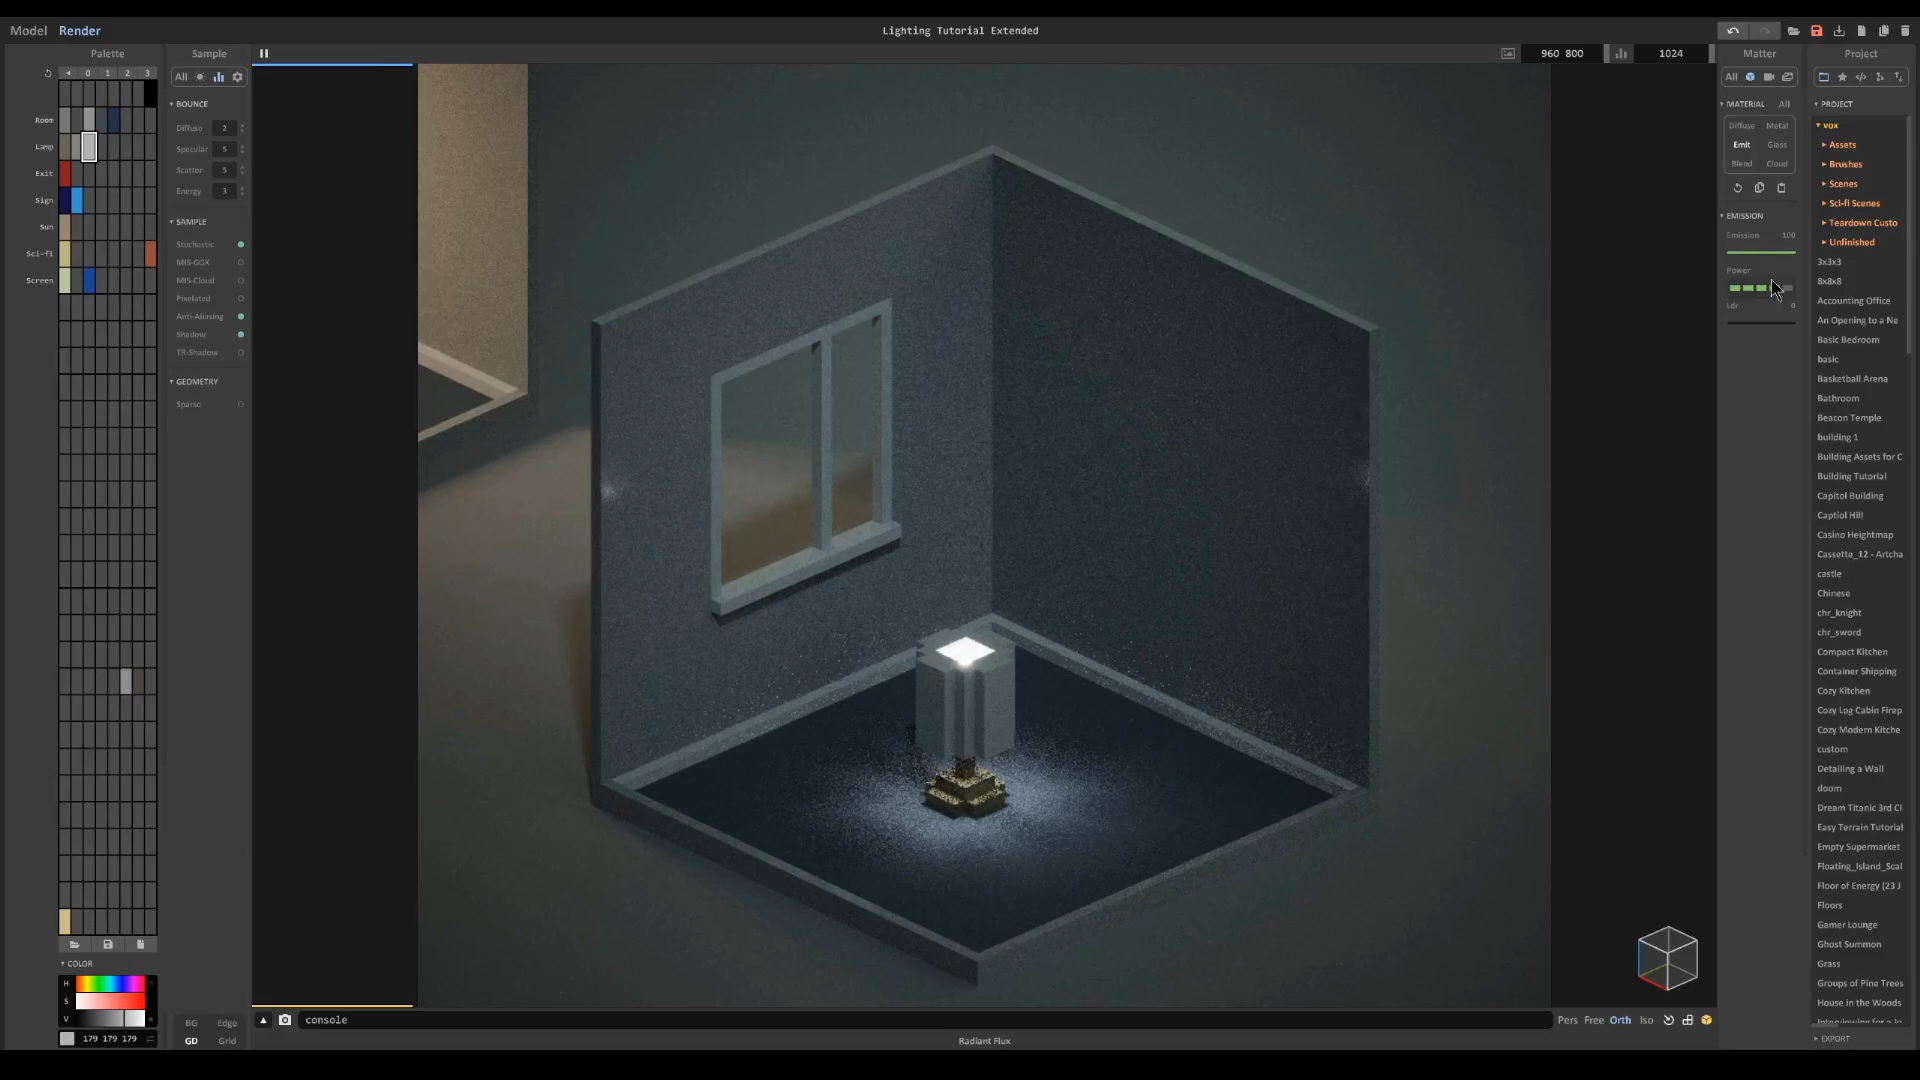 Model Render
Lighting Tutorial Extended
Palette
Sample
960 800
1024
Matter
Project
0 1 2 3
All
All
BOUNCE
Diffuse 2
Specular 5
Scatter 5
Energy 3
SAMPLE
Stochastic
MIS-GGX
MIS-Cloud
Pixelated
Anti-Aliasing
Shadow
TR-Shadow
GEOMETRY
Sparse
Room
Lamp
Exit
Sign
Sun
Sci-fi
Screen
COLOR
H
S
V
179 179 179
BG Edge
GD Grid
console
Pers Free Orth Iso
Radiant Flux
MATERIAL All
Diffuse Metal
Emit Glass
Blend Cloud
EMISSION
Emission 100
Power
Ldr 0
PROJECT
vox
Assets
Brushes
Scenes
Sci-fi Scenes
Teardown Custo
Unfinished
3x3x3
8x8x8
Accounting Office
An Opening to a Ne
Basic Bedroom
basic
Basketball Arena
Bathroom
Beacon Temple
building 1
Building Assets for C
Building Tutorial
Capitol Building
Captiol Hill
Casino Heightmap
Cassette_12 - Artcha
castle
Chinese
chr_knight
chr_sword
Compact Kitchen
Container Shipping
Cozy Kitchen
Cozy Log Cabin Firep
Cozy Modern Kitche
custom
Detailing a Wall
doom
Dream Titanic 3rd Cl
Easy Terrain Tutorial
Empty Supermarket
Floating_Island_Scal
Floor of Energy (23 J
Floors
Gamer Lounge
Ghost Summon
Grass
Groups of Pine Trees
House in the Woods
EXPORT